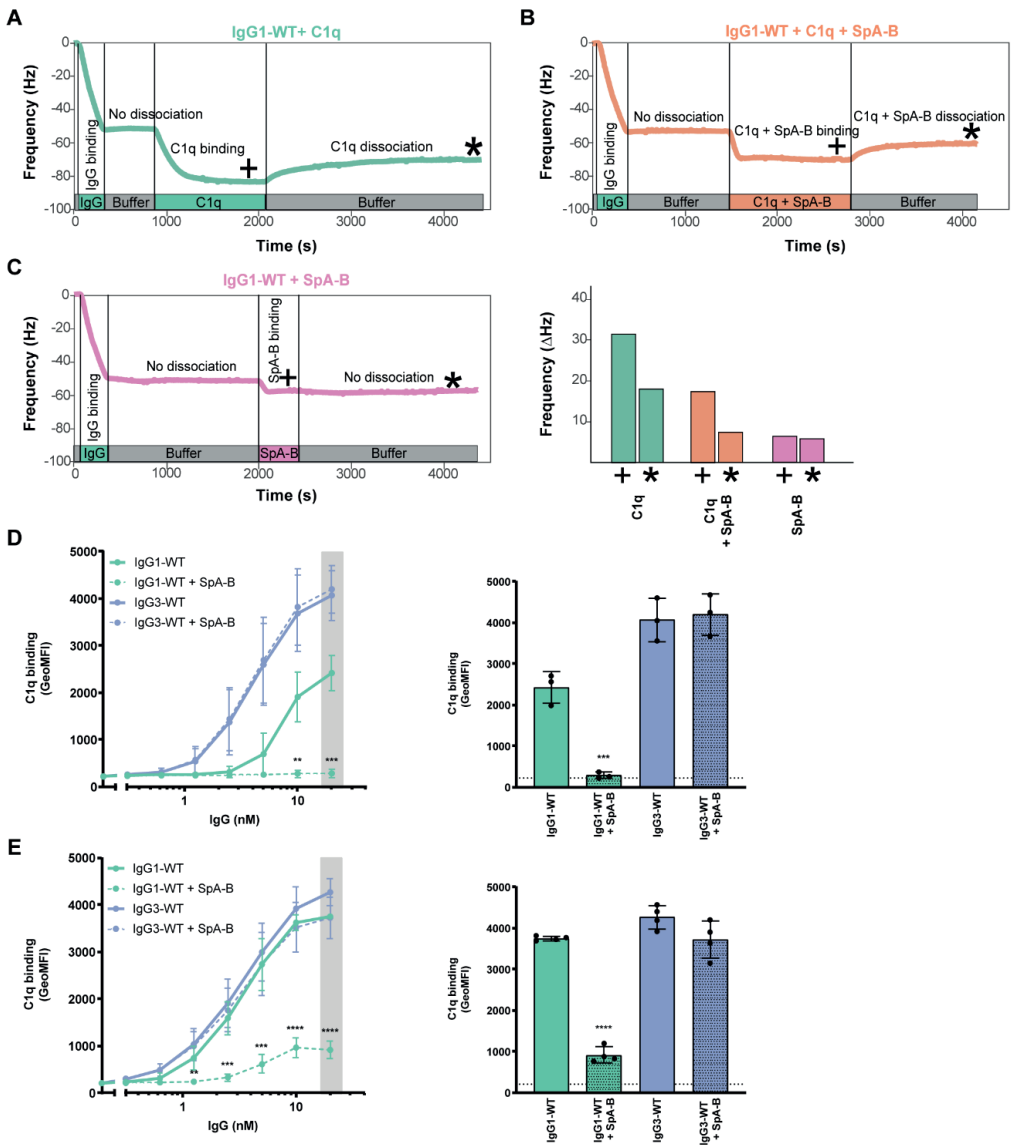 A
IgG1-WT+ C1q
Frequency (Hz)
0
-20
-40
-60
-80
-100
IgG binding
No dissociation
C1q binding
+
C1q dissociation
*
IgG
Buffer
C1q
Buffer
0
1000
2000
3000
4000
Time (s)
B
IgG1-WT + C1q + SpA-B
Frequency (Hz)
0
-20
-40
-60
-80
-100
IgG binding
No dissociation
C1q + SpA-B binding
+
C1q + SpA-B dissociation
*
IgG
Buffer
C1q + SpA-B
Buffer
0
1000
2000
3000
4000
Time (s)
C
IgG1-WT + SpA-B
Frequency (Hz)
0
-20
-40
-60
-80
-100
IgG binding
No dissociation
SpA-B binding
+
No dissociation
*
IgG
Buffer
SpA-B
Buffer
0
1000
2000
3000
4000
Time (s)
Frequency (ΔHz)
30
20
10
+ * + * + *
C1q
C1q
+ SpA-B
SpA-B
D
C1q binding
(GeoMFI)
5000
4000
3000
2000
1000
0
IgG1-WT
IgG1-WT + SpA-B
IgG3-WT
IgG3-WT + SpA-B
**
***
1
10
IgG (nM)
C1q binding
(GeoMFI)
5000
4000
3000
2000
1000
0
***
IgG1-WT
IgG1-WT
+ SpA-B
IgG3-WT
IgG3-WT
+ SpA-B
E
C1q binding
(GeoMFI)
5000
4000
3000
2000
1000
0
IgG1-WT
IgG1-WT + SpA-B
IgG3-WT
IgG3-WT + SpA-B
**
***
***
****
****
1
10
IgG (nM)
C1q binding
(GeoMFI)
5000
4000
3000
2000
1000
0
****
IgG1-WT
IgG1-WT
+ SpA-B
IgG3-WT
IgG3-WT
+ SpA-B